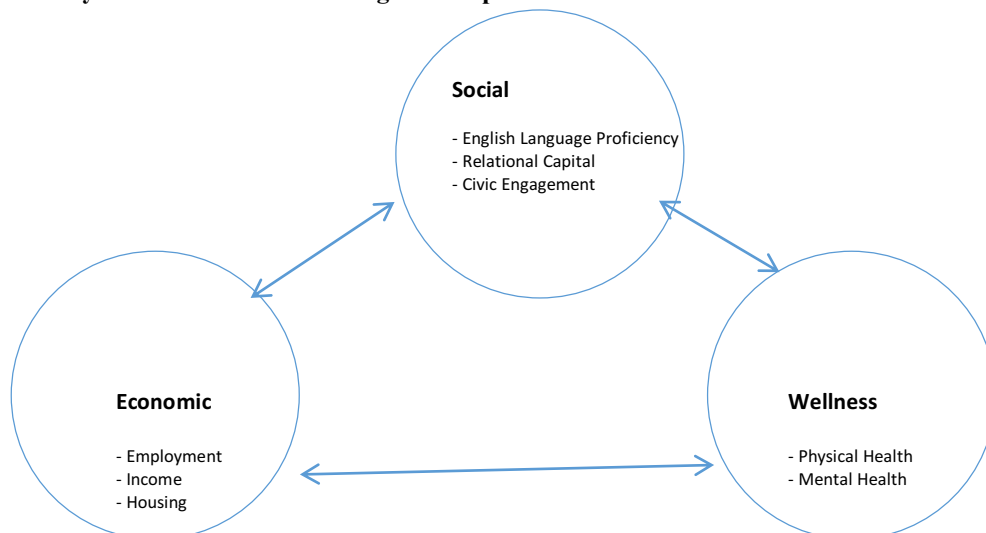 Social
- English Language Proficiency
- Relational Capital
- Civic Engagement
Economic
- Employment
- Income
- Housing
Wellness
- Physical Health
- Mental Health